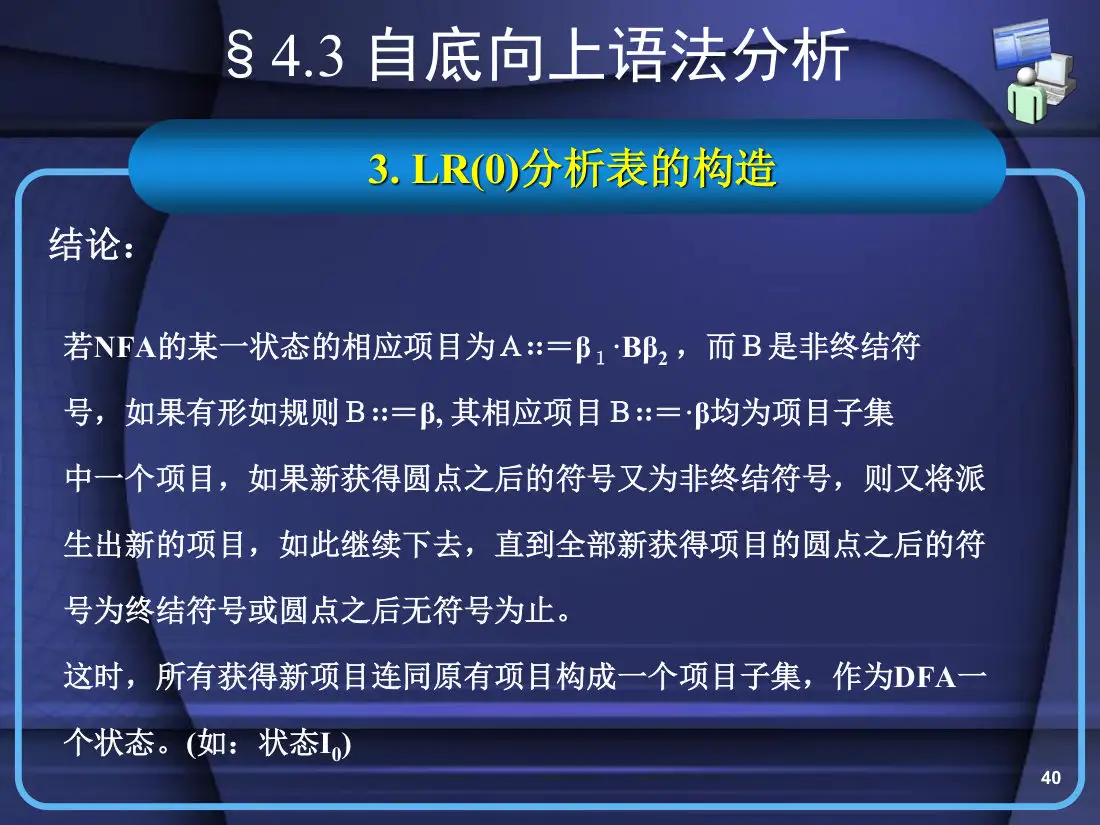 §4.3 自底向上语法分析
3. LR(0)分析表的构造
结论：
若NFA的某一状态的相应项目为Ａ∷＝β₁·Bβ₂，而Ｂ是非终结符
号，如果有形如规则Ｂ∷＝β, 其相应项目Ｂ∷＝·β均为项目子集
中一个项目，如果新获得圆点之后的符号又为非终结符号，则又将派
生出新的项目，如此继续下去，直到全部新获得项目的圆点之后的符
号为终结符号或圆点之后无符号为止。
这时，所有获得新项目连同原有项目构成一个项目子集，作为DFA一
个状态。(如：状态I₀)
40